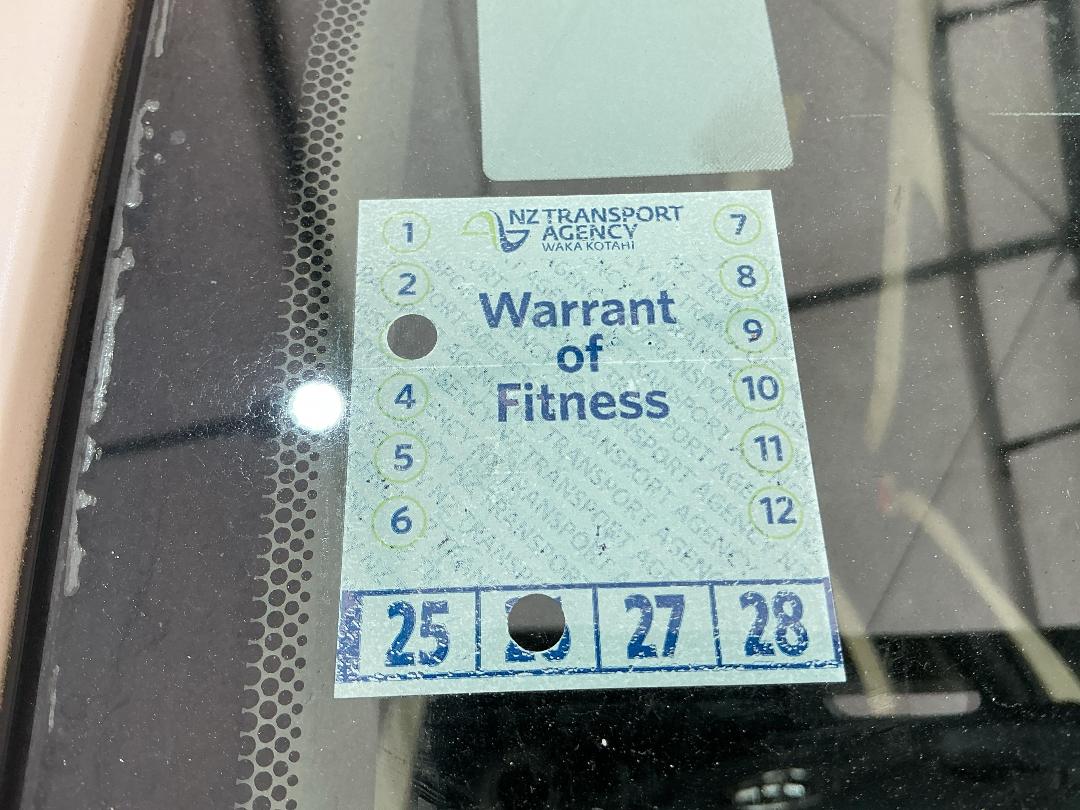 NZ TRANSPORT
AGENCY
WAKA KOTAHI
1
2
4
5
6
7
8
9
10
11
12
Warrant
of
Fitness
25 27 28